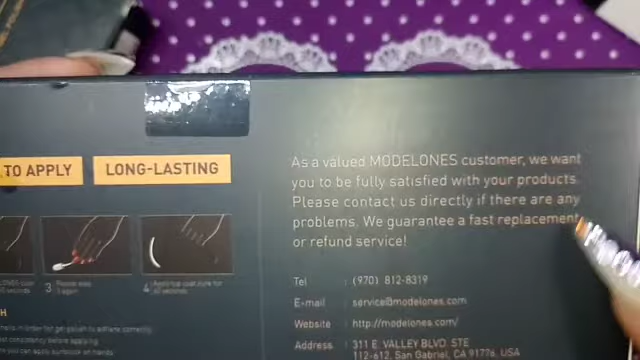 TO APPLY
LONG-LASTING
As a valued MODELONES customer, we want
you to be fully satisfied with your products.
Please contact us directly if there are any
problems. We guarantee a fast replacement
or refund service!
3
4
Tel : (970) 812-8319
E-mail : service@modelones.com
Website : http://modelones.com/
Address : 311 E. VALLEY BLVD. STE
112-612, San Gabriel, CA 91776, USA